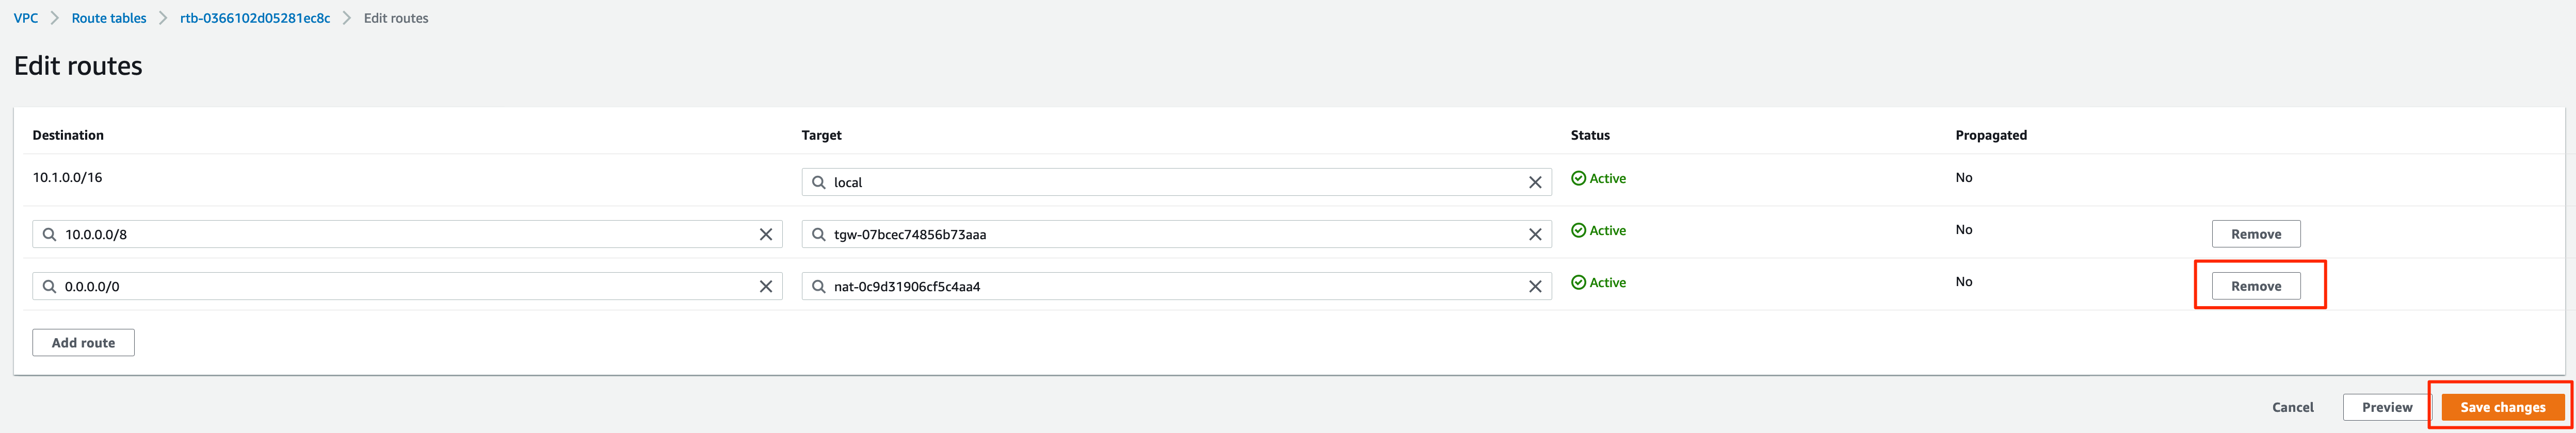 VPC > Route tables > rtb-0366102d05281ec8c > Edit routes
Edit routes
Destination Target Status Propagated
10.1.0.0/16 local Active No
10.0.0.0/8 tgw-07bcec74856b73aaa Active No Remove
0.0.0.0/0 nat-0c9d31906cf5c4aa4 Active No Remove
Add route
Cancel Preview Save changes